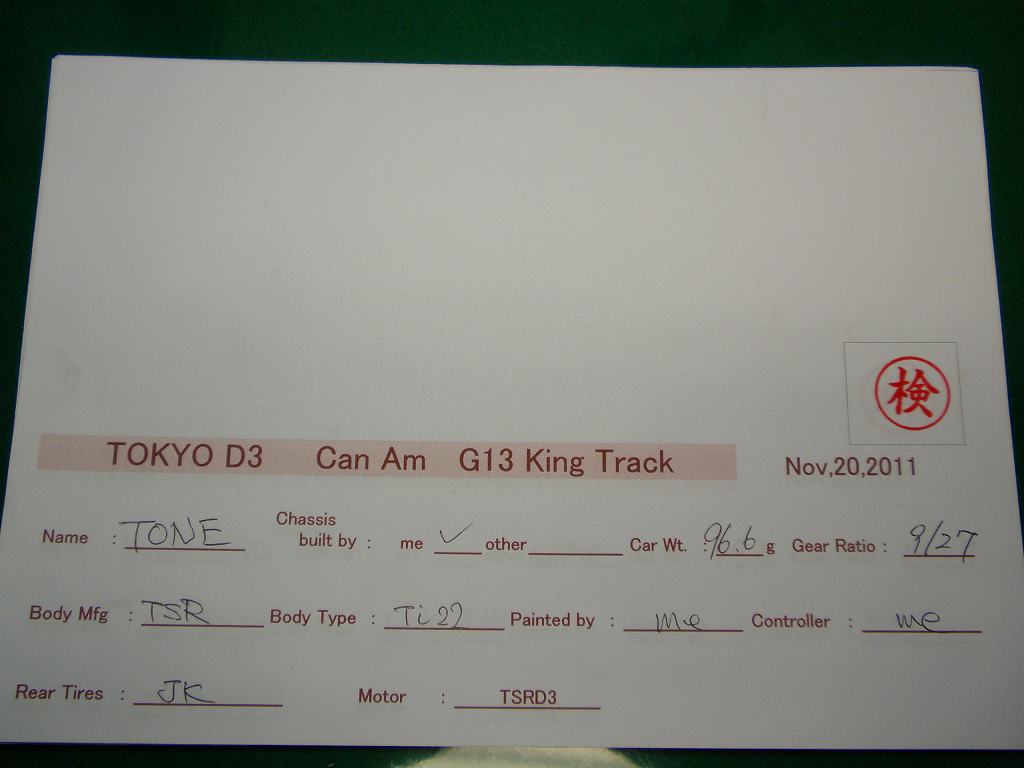 検
TOKYO D3 Can Am G13 King Track Nov,20,2011
Name : TONE Chassis built by : me ✓ other Car Wt. : 96.6 g Gear Ratio : 9/27
Body Mfg : TSR Body Type : Ti22 Painted by : me Controller : me
Rear Tires : JK Motor : TSRD3